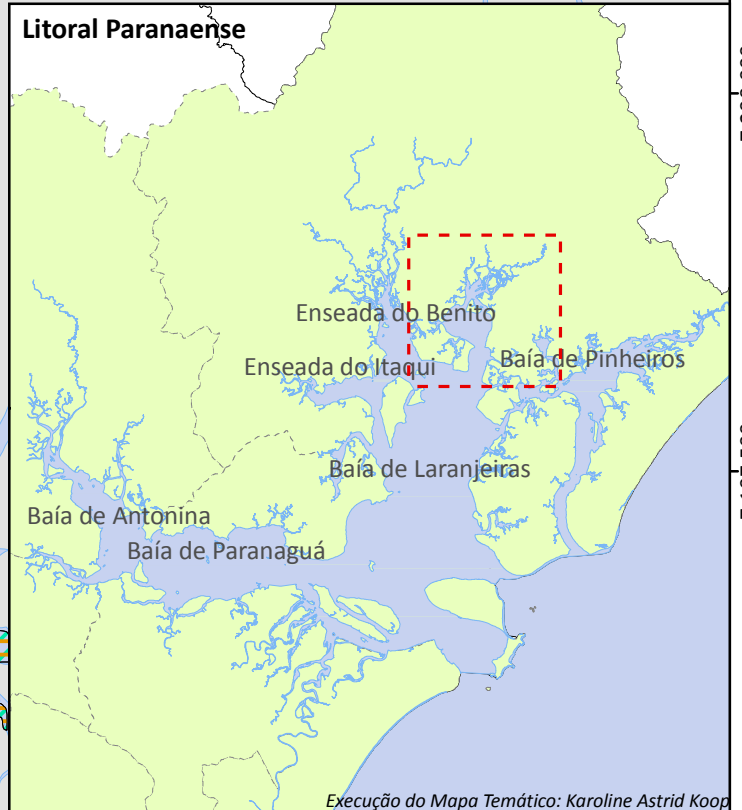 Litoral Paranaense
Enseada do Benito
Enseada do Itaqui
Baía de Pinheiros
Baía de Laranjeiras
Baía de Antonina
Baía de Paranaguá
Execução do Mapa Temático: Karoline Astrid Koop